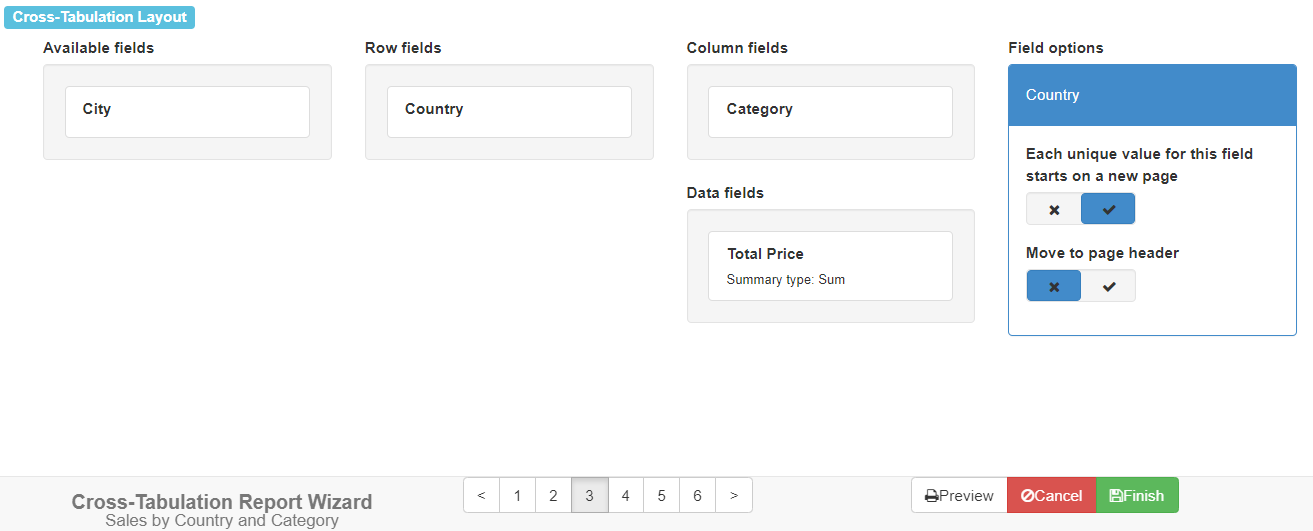 Cross-Tabulation Layout
Available fields
City
Row fields
Country
Column fields
Category
Data fields
Total Price
Summary type: Sum
Field options
Country
Each unique value for this field
starts on a new page
Move to page header
Cross-Tabulation Report Wizard
Sales by Country and Category
< 1 2 3 4 5 6 >
Preview Cancel Finish